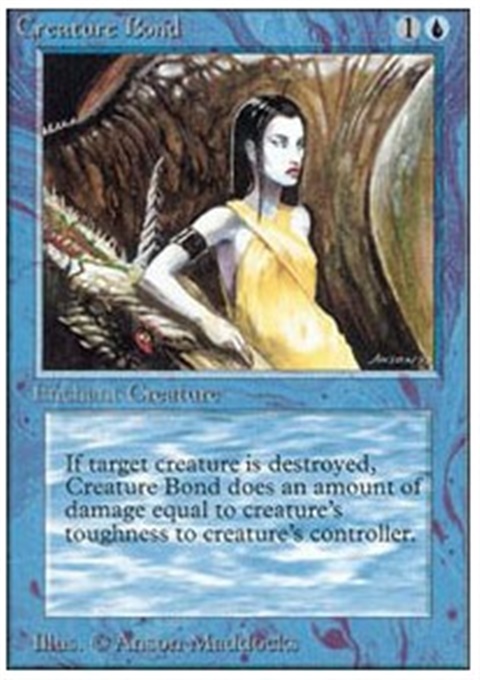 Creature Bond 1
ANSON
Enchant Creature
If target creature is destroyed,
Creature Bond does an amount of
damage equal to creature's
toughness to creature's controller.
Illus. © Anson Maddocks